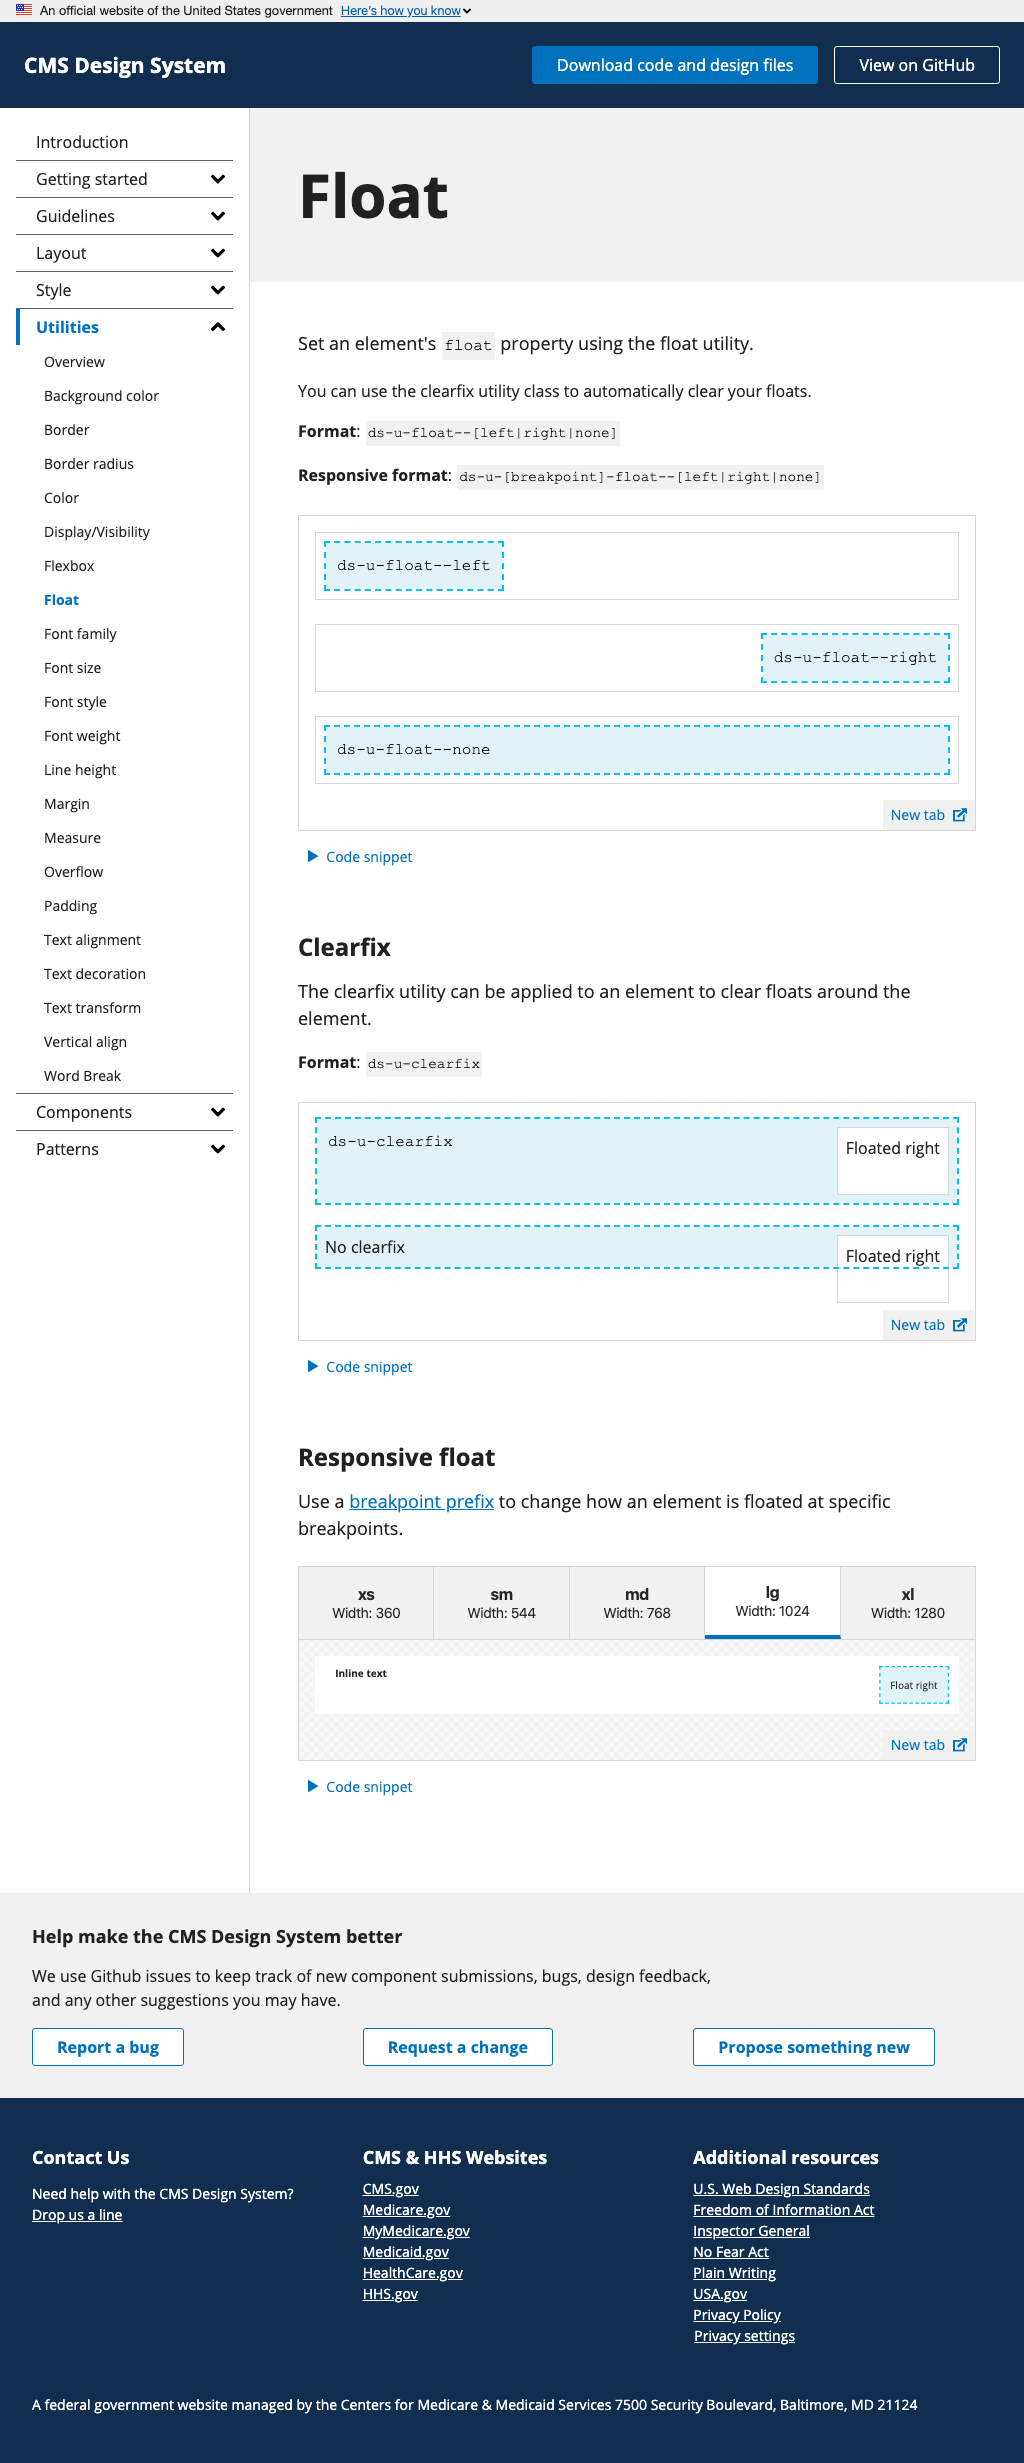 An official website of the United States government Here's how you know
CMS Design System
Download code and design files
View on GitHub
Introduction
Getting started
Guidelines
Layout
Style
Utilities
Overview
Background color
Border
Border radius
Color
Display/Visibility
Flexbox
Float
Font family
Font size
Font style
Font weight
Line height
Margin
Measure
Overflow
Padding
Text alignment
Text decoration
Text transform
Vertical align
Word Break
Components
Patterns
Float
Set an element's float property using the float utility.
You can use the clearfix utility class to automatically clear your floats.
Format: ds-u-float--[left|right|none]
Responsive format: ds-u-[breakpoint]-float--[left|right|none]
ds-u-float--left
ds-u-float--right
ds-u-float--none
New tab
Code snippet
Clearfix
The clearfix utility can be applied to an element to clear floats around the
element.
Format: ds-u-clearfix
ds-u-clearfix
Floated right
No clearfix
Floated right
New tab
Code snippet
Responsive float
Use a breakpoint prefix to change how an element is floated at specific
breakpoints.
xs
Width: 360
sm
Width: 544
md
Width: 768
lg
Width: 1024
xl
Width: 1280
Inline text
Float right
New tab
Code snippet
Help make the CMS Design System better
We use Github issues to keep track of new component submissions, bugs, design feedback,
and any other suggestions you may have.
Report a bug
Request a change
Propose something new
Contact Us
Need help with the CMS Design System?
Drop us a line
CMS & HHS Websites
CMS.gov
Medicare.gov
MyMedicare.gov
Medicaid.gov
HealthCare.gov
HHS.gov
Additional resources
U.S. Web Design Standards
Freedom of Information Act
Inspector General
No Fear Act
Plain Writing
USA.gov
Privacy Policy
Privacy settings
A federal government website managed by the Centers for Medicare & Medicaid Services 7500 Security Boulevard, Baltimore, MD 21124